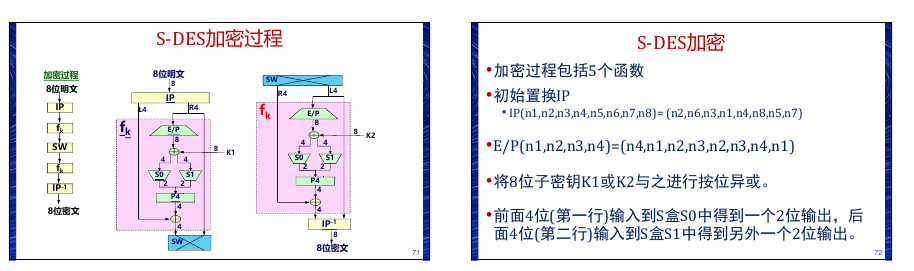 S-DES加密过程
加密过程
8位明文
IP
fk
SW
fk
IP-1
8位密文
8位明文
8
IP
L4
R4
fk
E/P
8
8
K1
4
4
S0
S1
2
2
P4
4
4
SW
SW
R4
L4
fk
E/P
8
8
K2
4
4
S0
S1
2
2
P4
4
4
IP-1
8
8位密文
71
S-DES加密
•加密过程包括5个函数
•初始置换IP
•IP(n1,n2,n3,n4,n5,n6,n7,n8)= (n2,n6,n3,n1,n4,n8,n5,n7)
•E/P(n1,n2,n3,n4)=(n4,n1,n2,n3,n2,n3,n4,n1)
•将8位子密钥K1或K2与之进行按位异或。
•前面4位(第一行)输入到S盒S0中得到一个2位输出，后
面4位(第二行)输入到S盒S1中得到另外一个2位输出。
72